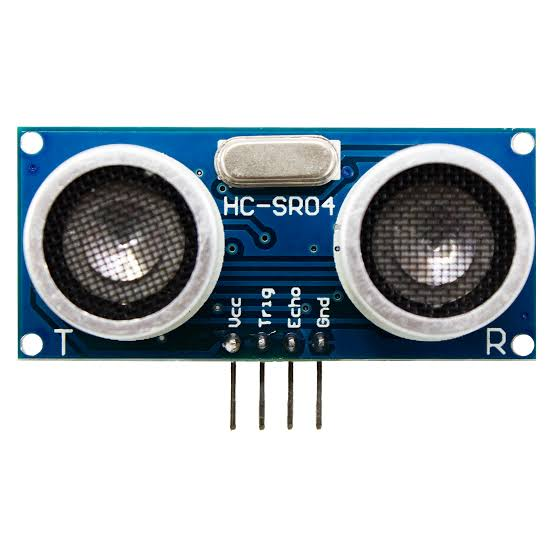 HC-SR04
Vcc
Trig
Echo
Gnd
T
R